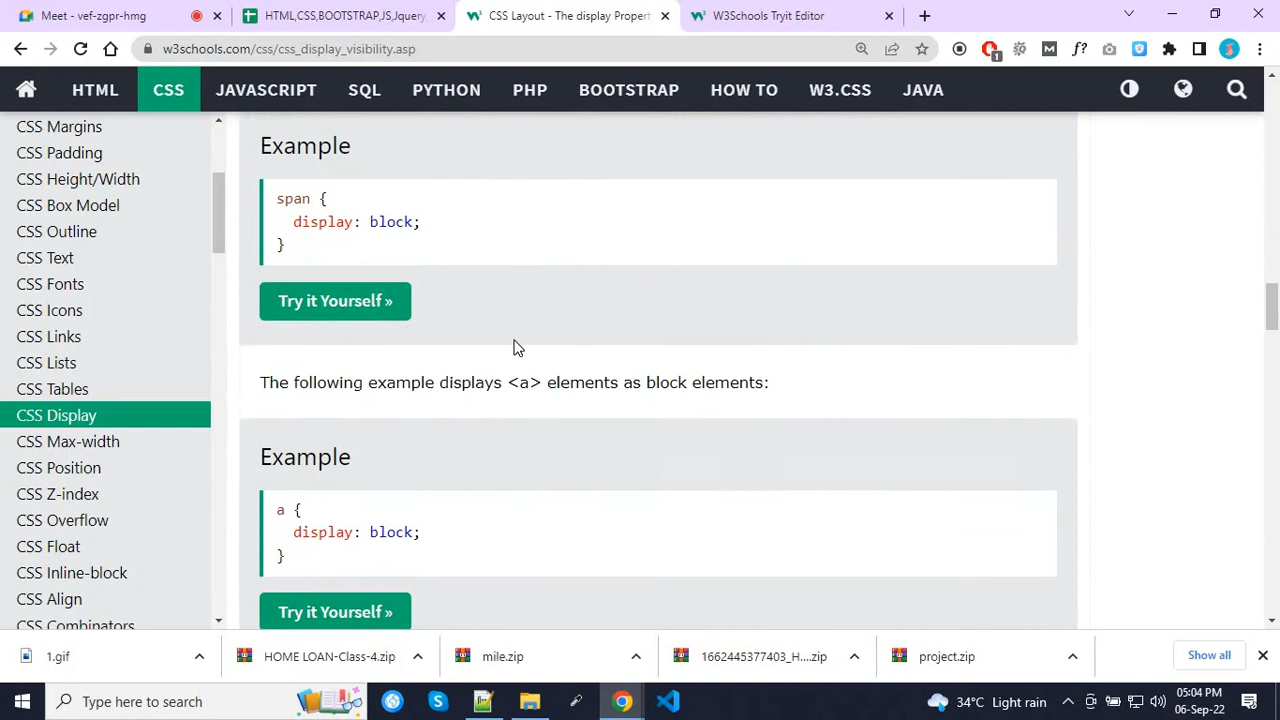 Meet - vef-zgpr-hmg
HTML,CSS,BOOTSTRAP,JS,Jquery,
CSS Layout - The display Propert
W3Schools Tryit Editor
w3schools.com/css/css_display_visibility.asp
1
HTML CSS JAVASCRIPT SQL PYTHON PHP BOOTSTRAP HOW TO W3.CSS JAVA
CSS Margins
CSS Padding
CSS Height/Width
CSS Box Model
CSS Outline
CSS Text
CSS Fonts
CSS Icons
CSS Links
CSS Lists
CSS Tables
CSS Display
CSS Max-width
CSS Position
CSS Z-index
CSS Overflow
CSS Float
CSS Inline-block
CSS Align
CSS Combinators
Example
span {
display: block;
}
Try it Yourself »
The following example displays <a> elements as block elements:
Example
a {
display: block;
}
Try it Yourself »
1.gif
HOME LOAN-Class-4.zip
mile.zip
1662445377403_H....zip
project.zip
Show all
Type here to search
34°C Light rain
05:04 PM
06-Sep-22